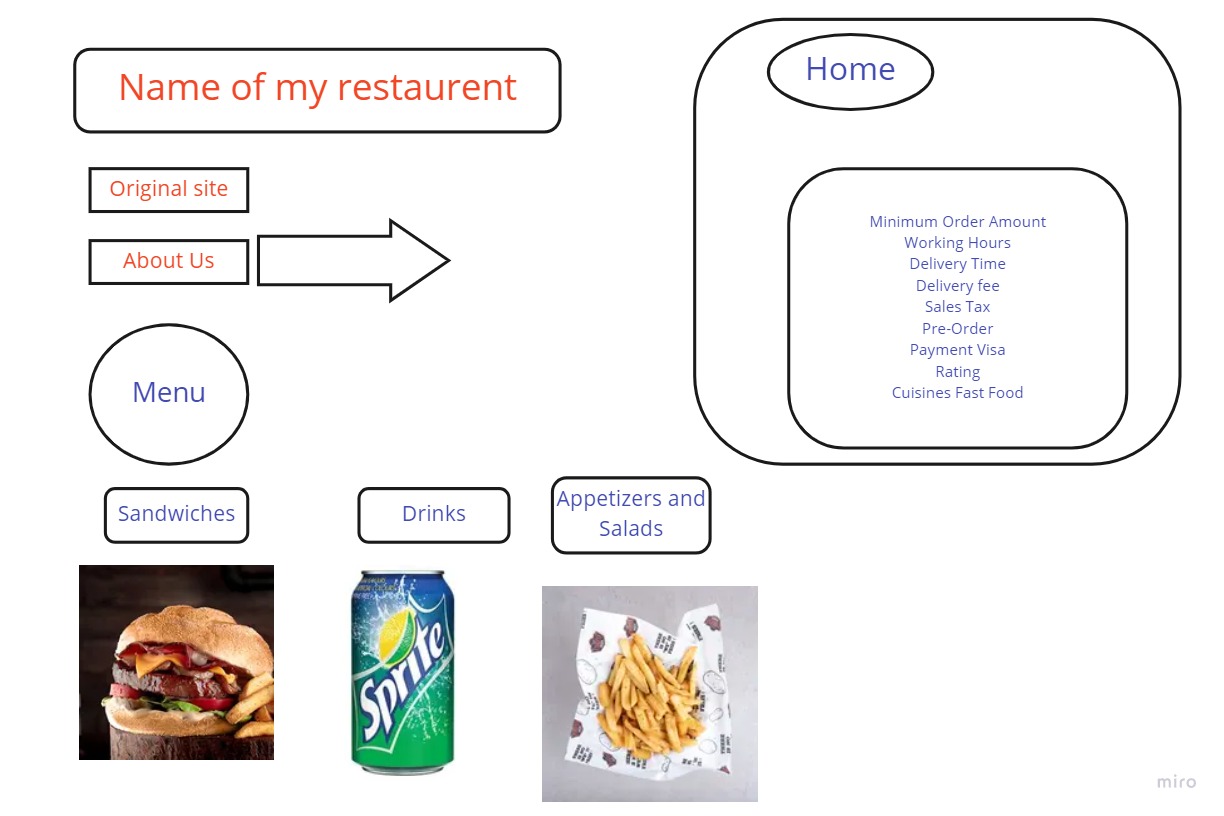 Name of my restaurent
Home
Original site
About Us
Minimum Order Amount
Working Hours
Delivery Time
Delivery fee
Sales Tax
Pre-Order
Payment Visa
Rating
Cuisines Fast Food
Menu
Sandwiches
Drinks
Appetizers and
Salads
Sprite
miro